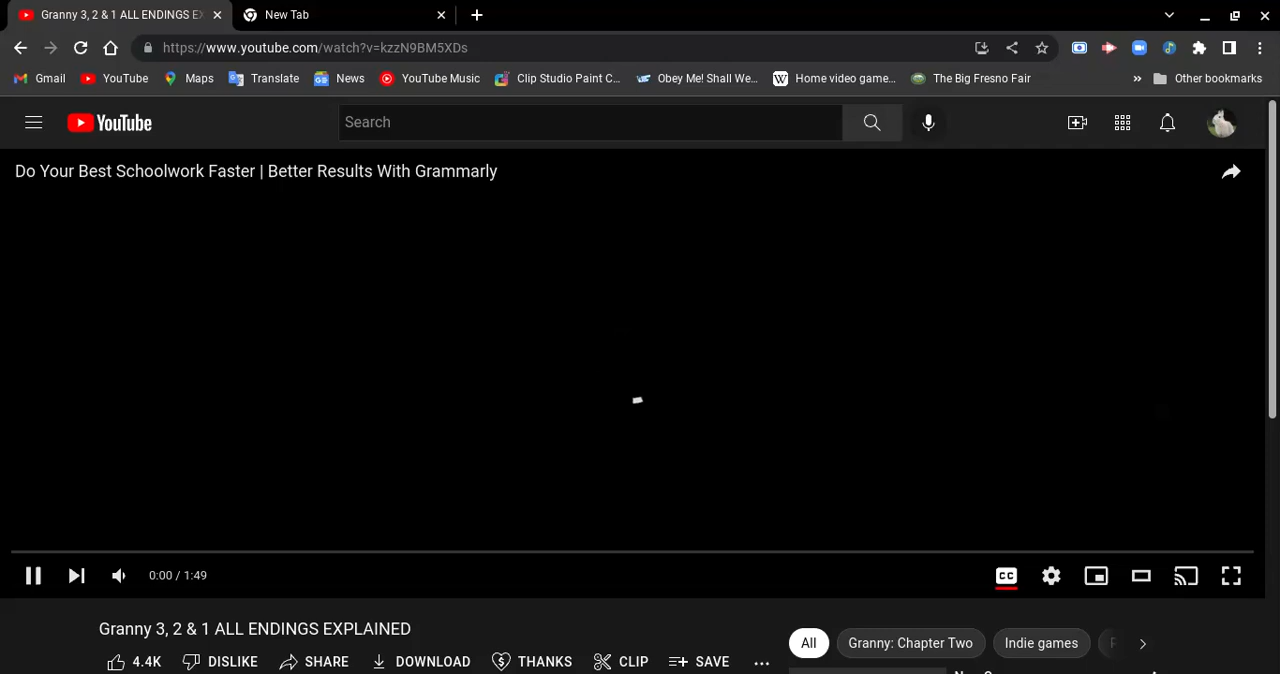 Granny 3, 2 & 1 ALL ENDINGS EX
New Tab
https://www.youtube.com/watch?v=kzzN9BM5XDs
Gmail YouTube Maps Translate News YouTube Music Clip Studio Paint C... Obey Me! Shall We... Home video game... The Big Fresno Fair » Other bookmarks
YouTube
Search
Do Your Best Schoolwork Faster | Better Results With Grammarly
0:00 / 1:49
CC
Granny 3, 2 & 1 ALL ENDINGS EXPLAINED
All Granny: Chapter Two Indie games
4.4K DISLIKE SHARE DOWNLOAD THANKS CLIP SAVE ...